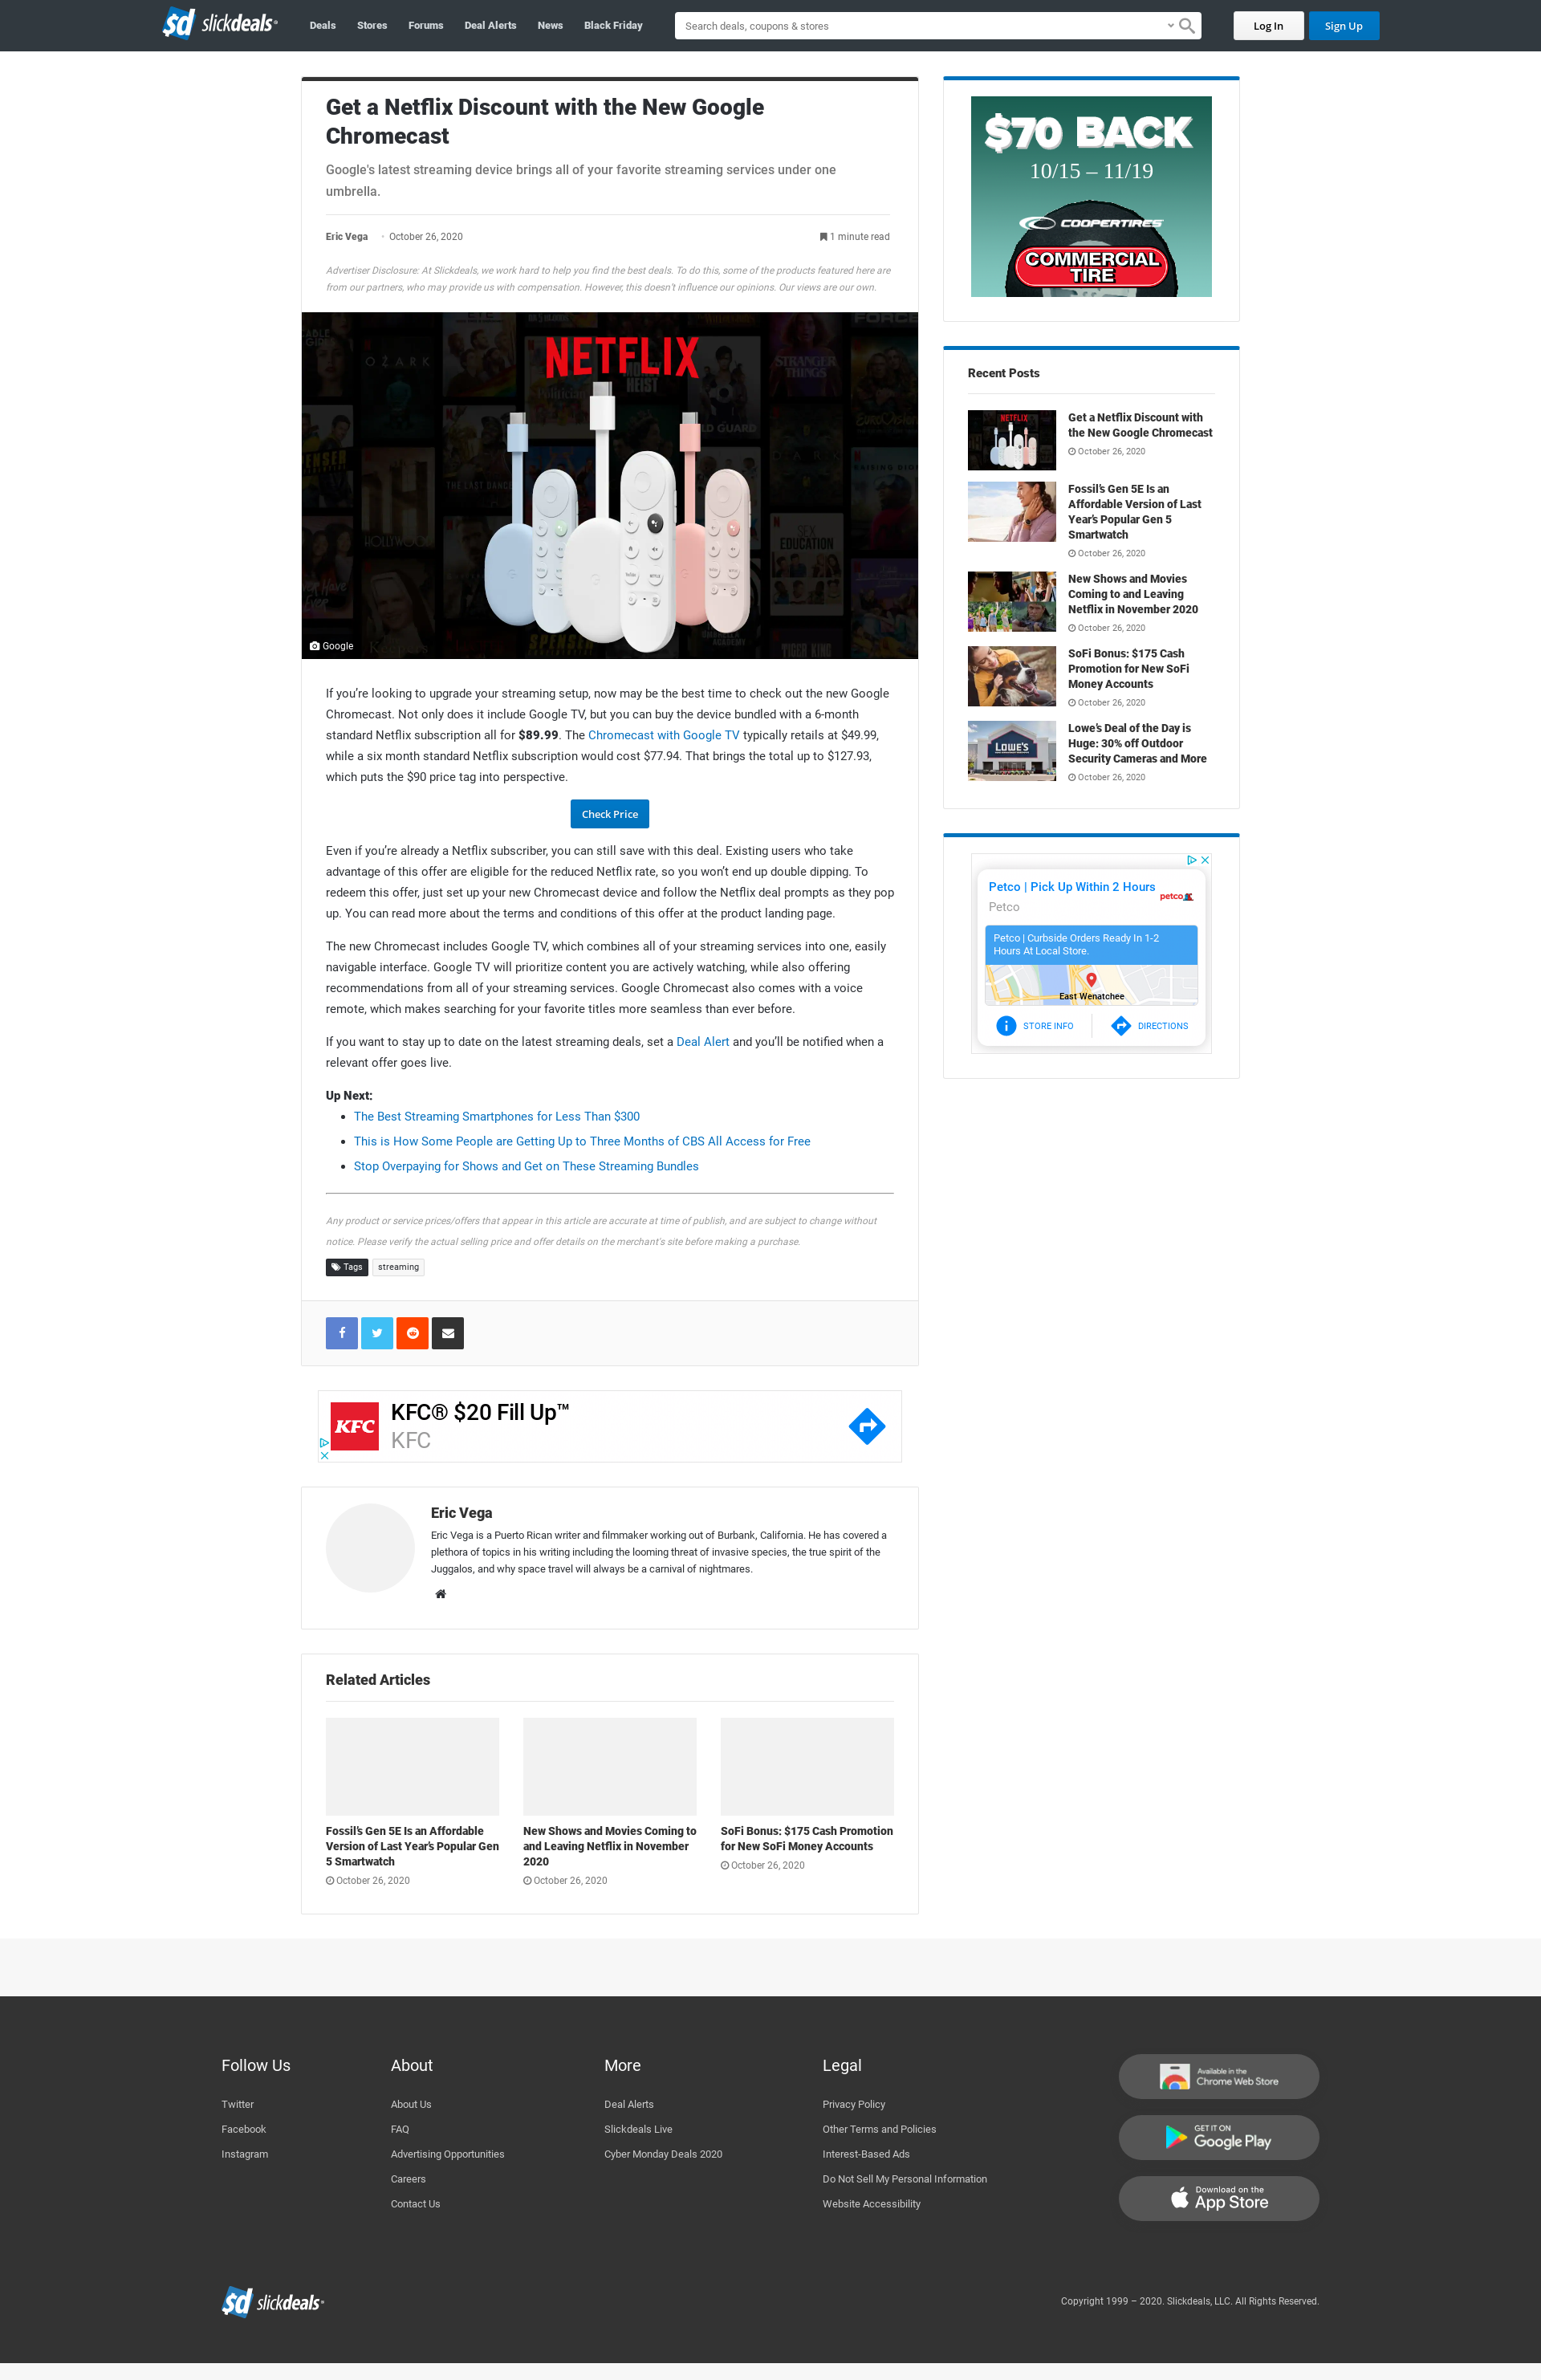 sd slickdeals
Deals
Stores
Forums
Deal Alerts
News
Black Friday
Search deals, coupons & stores
Log In
Sign Up
Get a Netflix Discount with the New Google
Chromecast
Google's latest streaming device brings all of your favorite streaming services under one
umbrella.
Eric Vega · October 26, 2020
1 minute read
Advertiser Disclosure: At Slickdeals, we work hard to help you find the best deals. To do this, some of the products featured here are
from our partners, who may provide us with compensation. However, this doesn't influence our opinions. Our views are our own.
OZARK
NETFLIX
MONEY
HEIST
STRANGER
THINGS
FORCE
THE LAST DANCE
HOLLYWOOD
SEX
EDUCATION
TIGER KING
Google
If you’re looking to upgrade your streaming setup, now may be the best time to check out the new Google
Chromecast. Not only does it include Google TV, but you can buy the device bundled with a 6-month
standard Netflix subscription all for $89.99. The Chromecast with Google TV typically retails at $49.99,
while a six month standard Netflix subscription would cost $77.94. That brings the total up to $127.93,
which puts the $90 price tag into perspective.
Check Price
Even if you’re already a Netflix subscriber, you can still save with this deal. Existing users who take
advantage of this offer are eligible for the reduced Netflix rate, so you won’t end up double dipping. To
redeem this offer, just set up your new Chromecast device and follow the Netflix deal prompts as they pop
up. You can read more about the terms and conditions of this offer at the product landing page.
The new Chromecast includes Google TV, which combines all of your streaming services into one, easily
navigable interface. Google TV will prioritize content you are actively watching, while also offering
recommendations from all of your streaming services. Google Chromecast also comes with a voice
remote, which makes searching for your favorite titles more seamless than ever before.
If you want to stay up to date on the latest streaming deals, set a Deal Alert and you’ll be notified when a
relevant offer goes live.
Up Next:
The Best Streaming Smartphones for Less Than $300
This is How Some People are Getting Up to Three Months of CBS All Access for Free
Stop Overpaying for Shows and Get on These Streaming Bundles
Any product or service prices/offers that appear in this article are accurate at time of publish, and are subject to change without
notice. Please verify the actual selling price and offer details on the merchant's site before making a purchase.
Tags
streaming
KFC
KFC® $20 Fill Up™
KFC
Eric Vega
Eric Vega is a Puerto Rican writer and filmmaker working out of Burbank, California. He has covered a
plethora of topics in his writing including the looming threat of invasive species, the true spirit of the
Juggalos, and why space travel will always be a carnival of nightmares.
Related Articles
Fossil’s Gen 5E Is an Affordable
Version of Last Year’s Popular Gen
5 Smartwatch
October 26, 2020
New Shows and Movies Coming to
and Leaving Netflix in November
2020
October 26, 2020
SoFi Bonus: $175 Cash Promotion
for New SoFi Money Accounts
October 26, 2020
$70 BACK
10/15 – 11/19
COOPERTIRES
COMMERCIAL
TIRE
Recent Posts
NETFLIX
Get a Netflix Discount with
the New Google Chromecast
October 26, 2020
Fossil’s Gen 5E Is an
Affordable Version of Last
Year’s Popular Gen 5
Smartwatch
October 26, 2020
New Shows and Movies
Coming to and Leaving
Netflix in November 2020
October 26, 2020
SoFi Bonus: $175 Cash
Promotion for New SoFi
Money Accounts
October 26, 2020
LOWE'S
Lowe’s Deal of the Day is
Huge: 30% off Outdoor
Security Cameras and More
October 26, 2020
Petco | Pick Up Within 2 Hours
Petco
petco
Petco | Curbside Orders Ready In 1-2
Hours At Local Store.
East Wenatchee
STORE INFO
DIRECTIONS
Follow Us
Twitter
Facebook
Instagram
About
About Us
FAQ
Advertising Opportunities
Careers
Contact Us
More
Deal Alerts
Slickdeals Live
Cyber Monday Deals 2020
Legal
Privacy Policy
Other Terms and Policies
Interest-Based Ads
Do Not Sell My Personal Information
Website Accessibility
Available in the
Chrome Web Store
GET IT ON
Google Play
Download on the
App Store
sd slickdeals
Copyright 1999 – 2020. Slickdeals, LLC. All Rights Reserved.